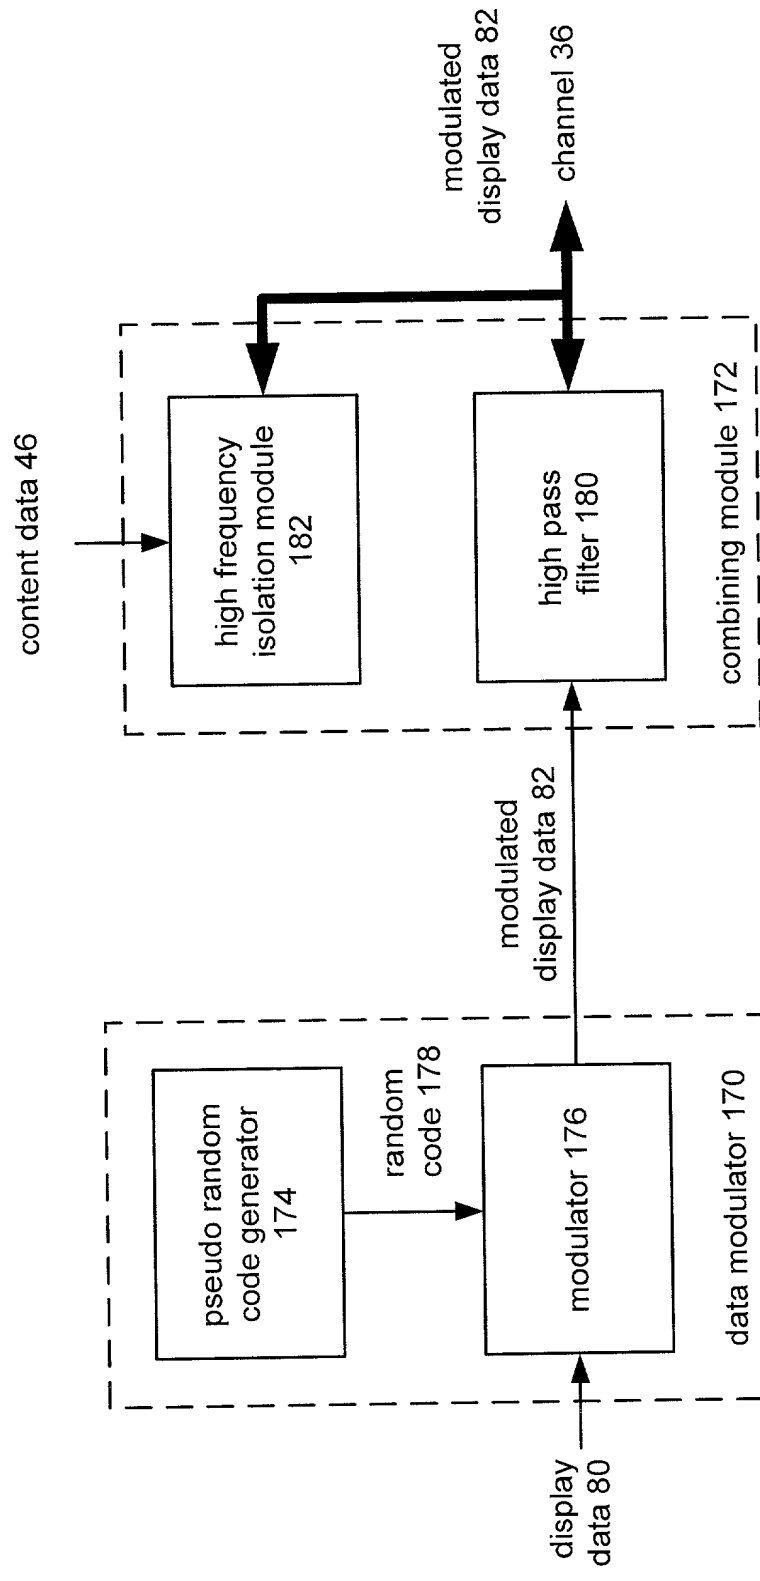 content data 46
high frequency
isolation module
182
modulated
display data 82
channel 36
high pass
filter 180
combining module 172
modulated
display data 82
pseudo random
code generator
174
random
code 178
modulator 176
data modulator 170
display
data 80